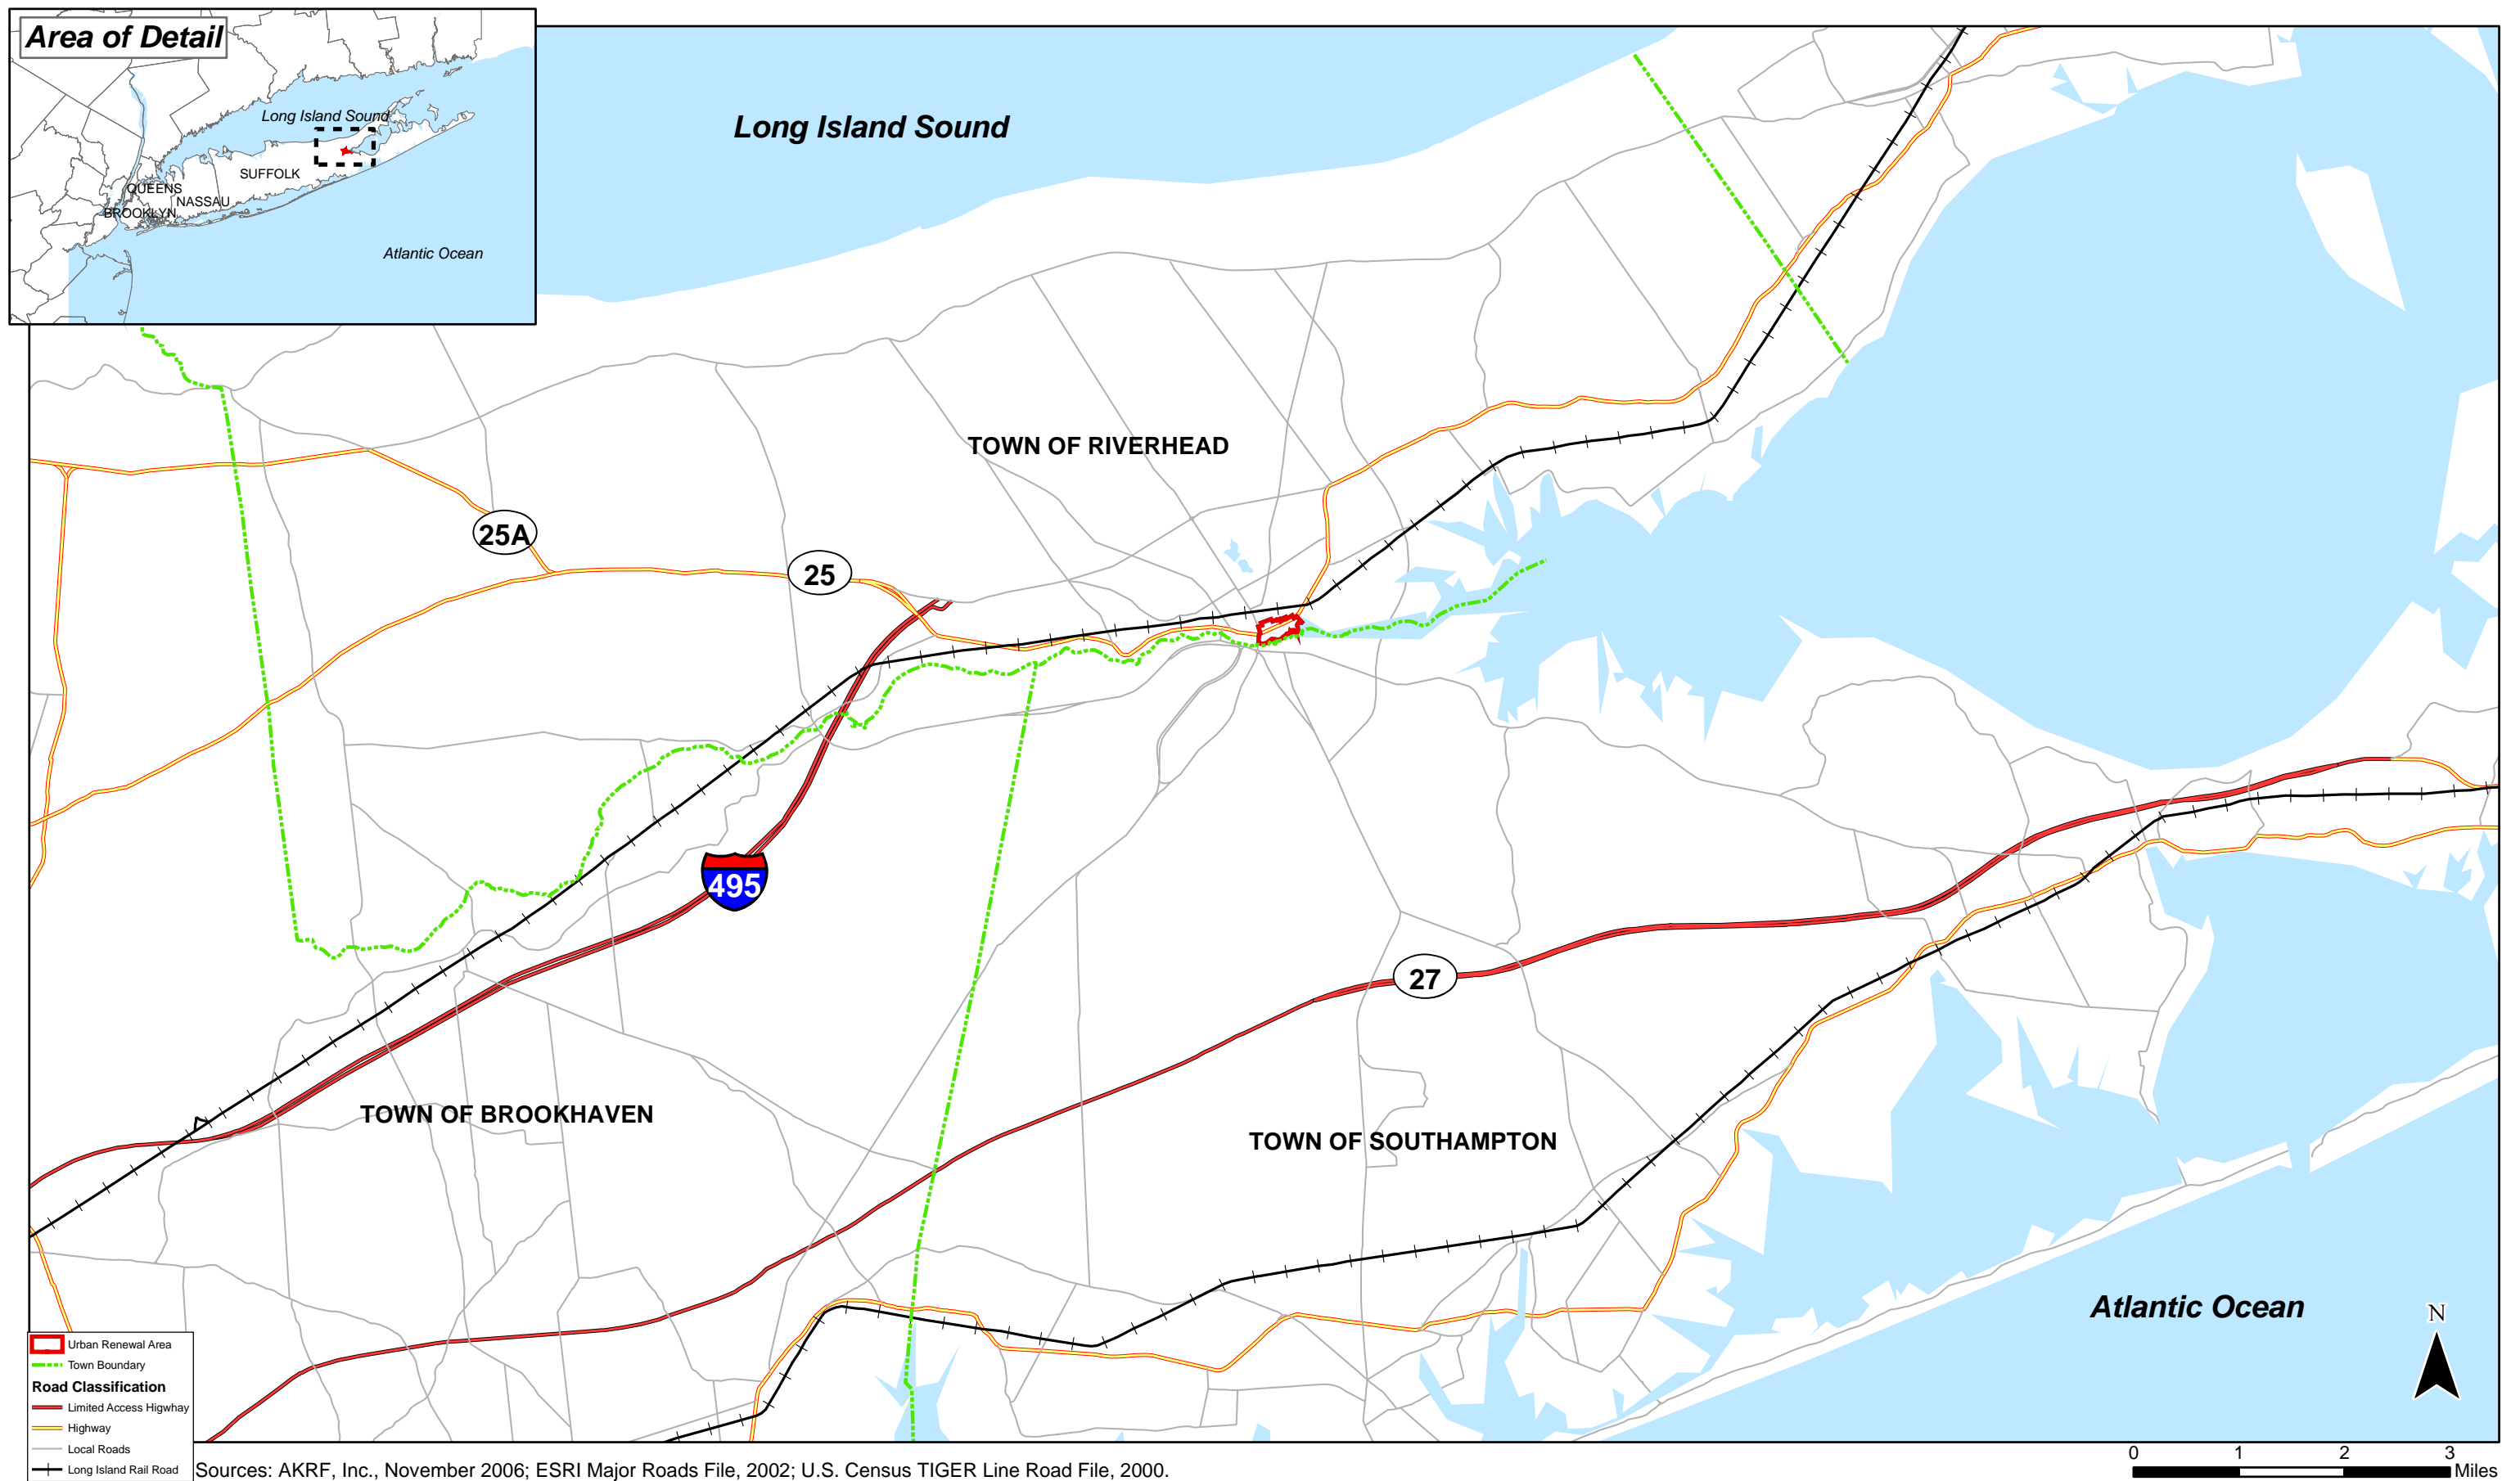 Area of Detail
Long Island Sound
SUFFOLK
QUEENS
NASSAU
BROOKLYN
Atlantic Ocean
Long Island Sound
TOWN OF RIVERHEAD
25A
25
495
27
TOWN OF BROOKHAVEN
TOWN OF SOUTHAMPTON
Atlantic Ocean
N
Urban Renewal Area
Town Boundary
Road Classification
Limited Access Higwhay
Highway
Local Roads
Long Island Rail Road
Sources: AKRF, Inc., November 2006; ESRI Major Roads File, 2002; U.S. Census TIGER Line Road File, 2000.
0 1 2 3
Miles